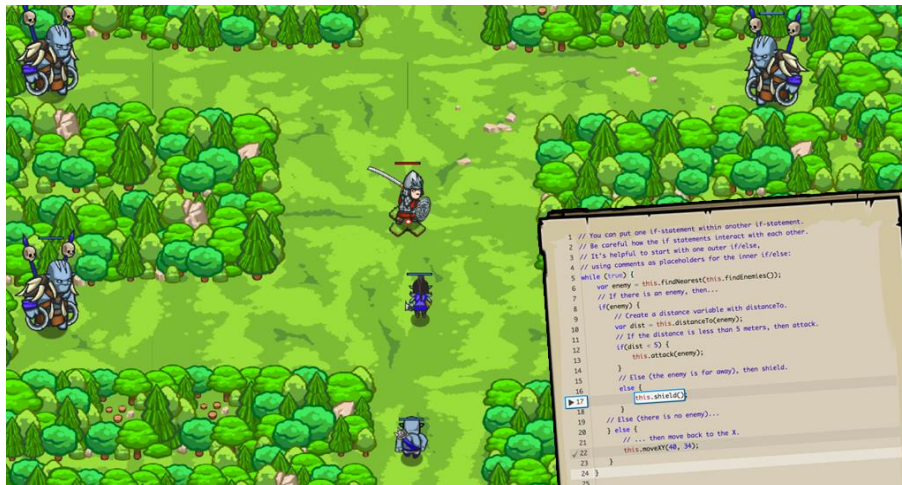 1 // You can put one if-statement within another if-statement.
2 // Be careful how the if statements interact with each other.
3 // It's helpful to start with one outer if/else,
4 // using comments as placeholders for the inner if/else:
5 while (true) {
6 var enemy = this.findNearest(this.findEnemies());
7 // If there is an enemy, then...
8 if(enemy) {
9 // Create a distance variable with distanceTo.
10 var dist = this.distanceTo(enemy);
11 // If the distance is less than 5 meters, then attack.
12 if(dist < 5) {
13 this.attack(enemy);
14 }
15 // Else (the enemy is far away), then shield.
16 else {
17 this.shield();
18 }
19 // Else (there is no enemy)...
20 } else {
21 // ... then move back to the X.
22 this.moveXY(40, 34);
23 }
24 }
25